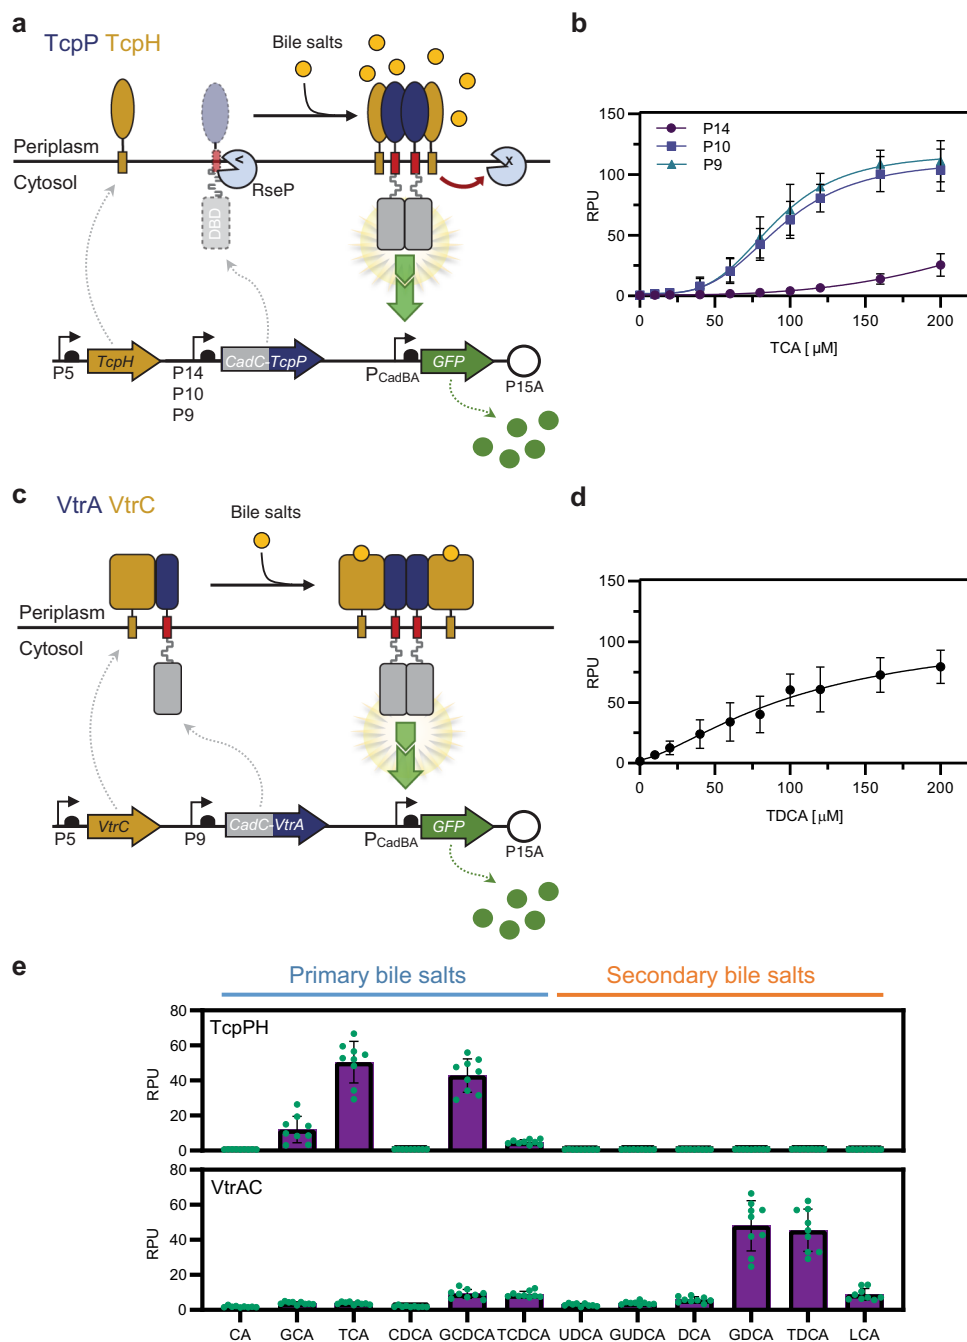 a
TcpP TcpH
Bile salts
Periplasm
Cytosol
RseP
<
x
DBD
P5
TcpH
P14
P10
P9
CadC-TcpP
PCadBA
GFP
P15A
b
150
100
50
0
RPU
P14
P10
P9
0 50 100 150 200
TCA [ µM]
c
VtrA VtrC
Bile salts
Periplasm
Cytosol
P5
VtrC
P9
CadC-VtrA
PCadBA
GFP
P15A
d
150
100
50
0
RPU
0 50 100 150 200
TDCA [ µM]
e
Primary bile salts Secondary bile salts
80
60
40
20
0
RPU
TcpPH
80
60
40
20
0
RPU
VtrAC
CA GCA TCA CDCA GCDCA TCDCA UDCA GUDCA DCA GDCA TDCA LCA